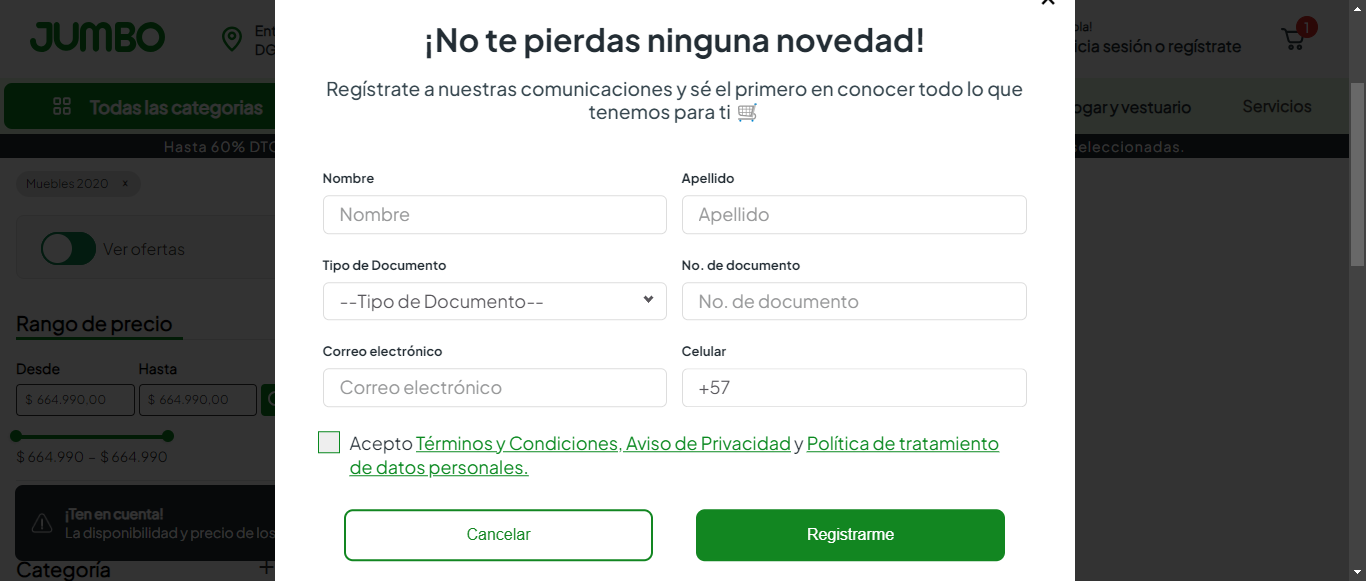 JUMBO
Ent
DG
ola!
icia sesión o regístrate
1
Todas las categorias
ogar y vestuario
Servicios
Hasta 60% DTC
seleccionadas.
Muebles 2020 x
Ver ofertas
Rango de precio
Desde
Hasta
$ 664.990,00
$ 664.990,00
$ 664.990 – $ 664.990
¡Ten en cuenta!
La disponibilidad y precio de los
Categoría
¡No te pierdas ninguna novedad!
Regístrate a nuestras comunicaciones y sé el primero en conocer todo lo que
tenemos para ti 🛒
Nombre
Apellido
Nombre
Apellido
Tipo de Documento
No. de documento
--Tipo de Documento--
No. de documento
Correo electrónico
Celular
Correo electrónico
+57
Acepto Términos y Condiciones, Aviso de Privacidad y Política de tratamiento
de datos personales.
Cancelar
Registrarme